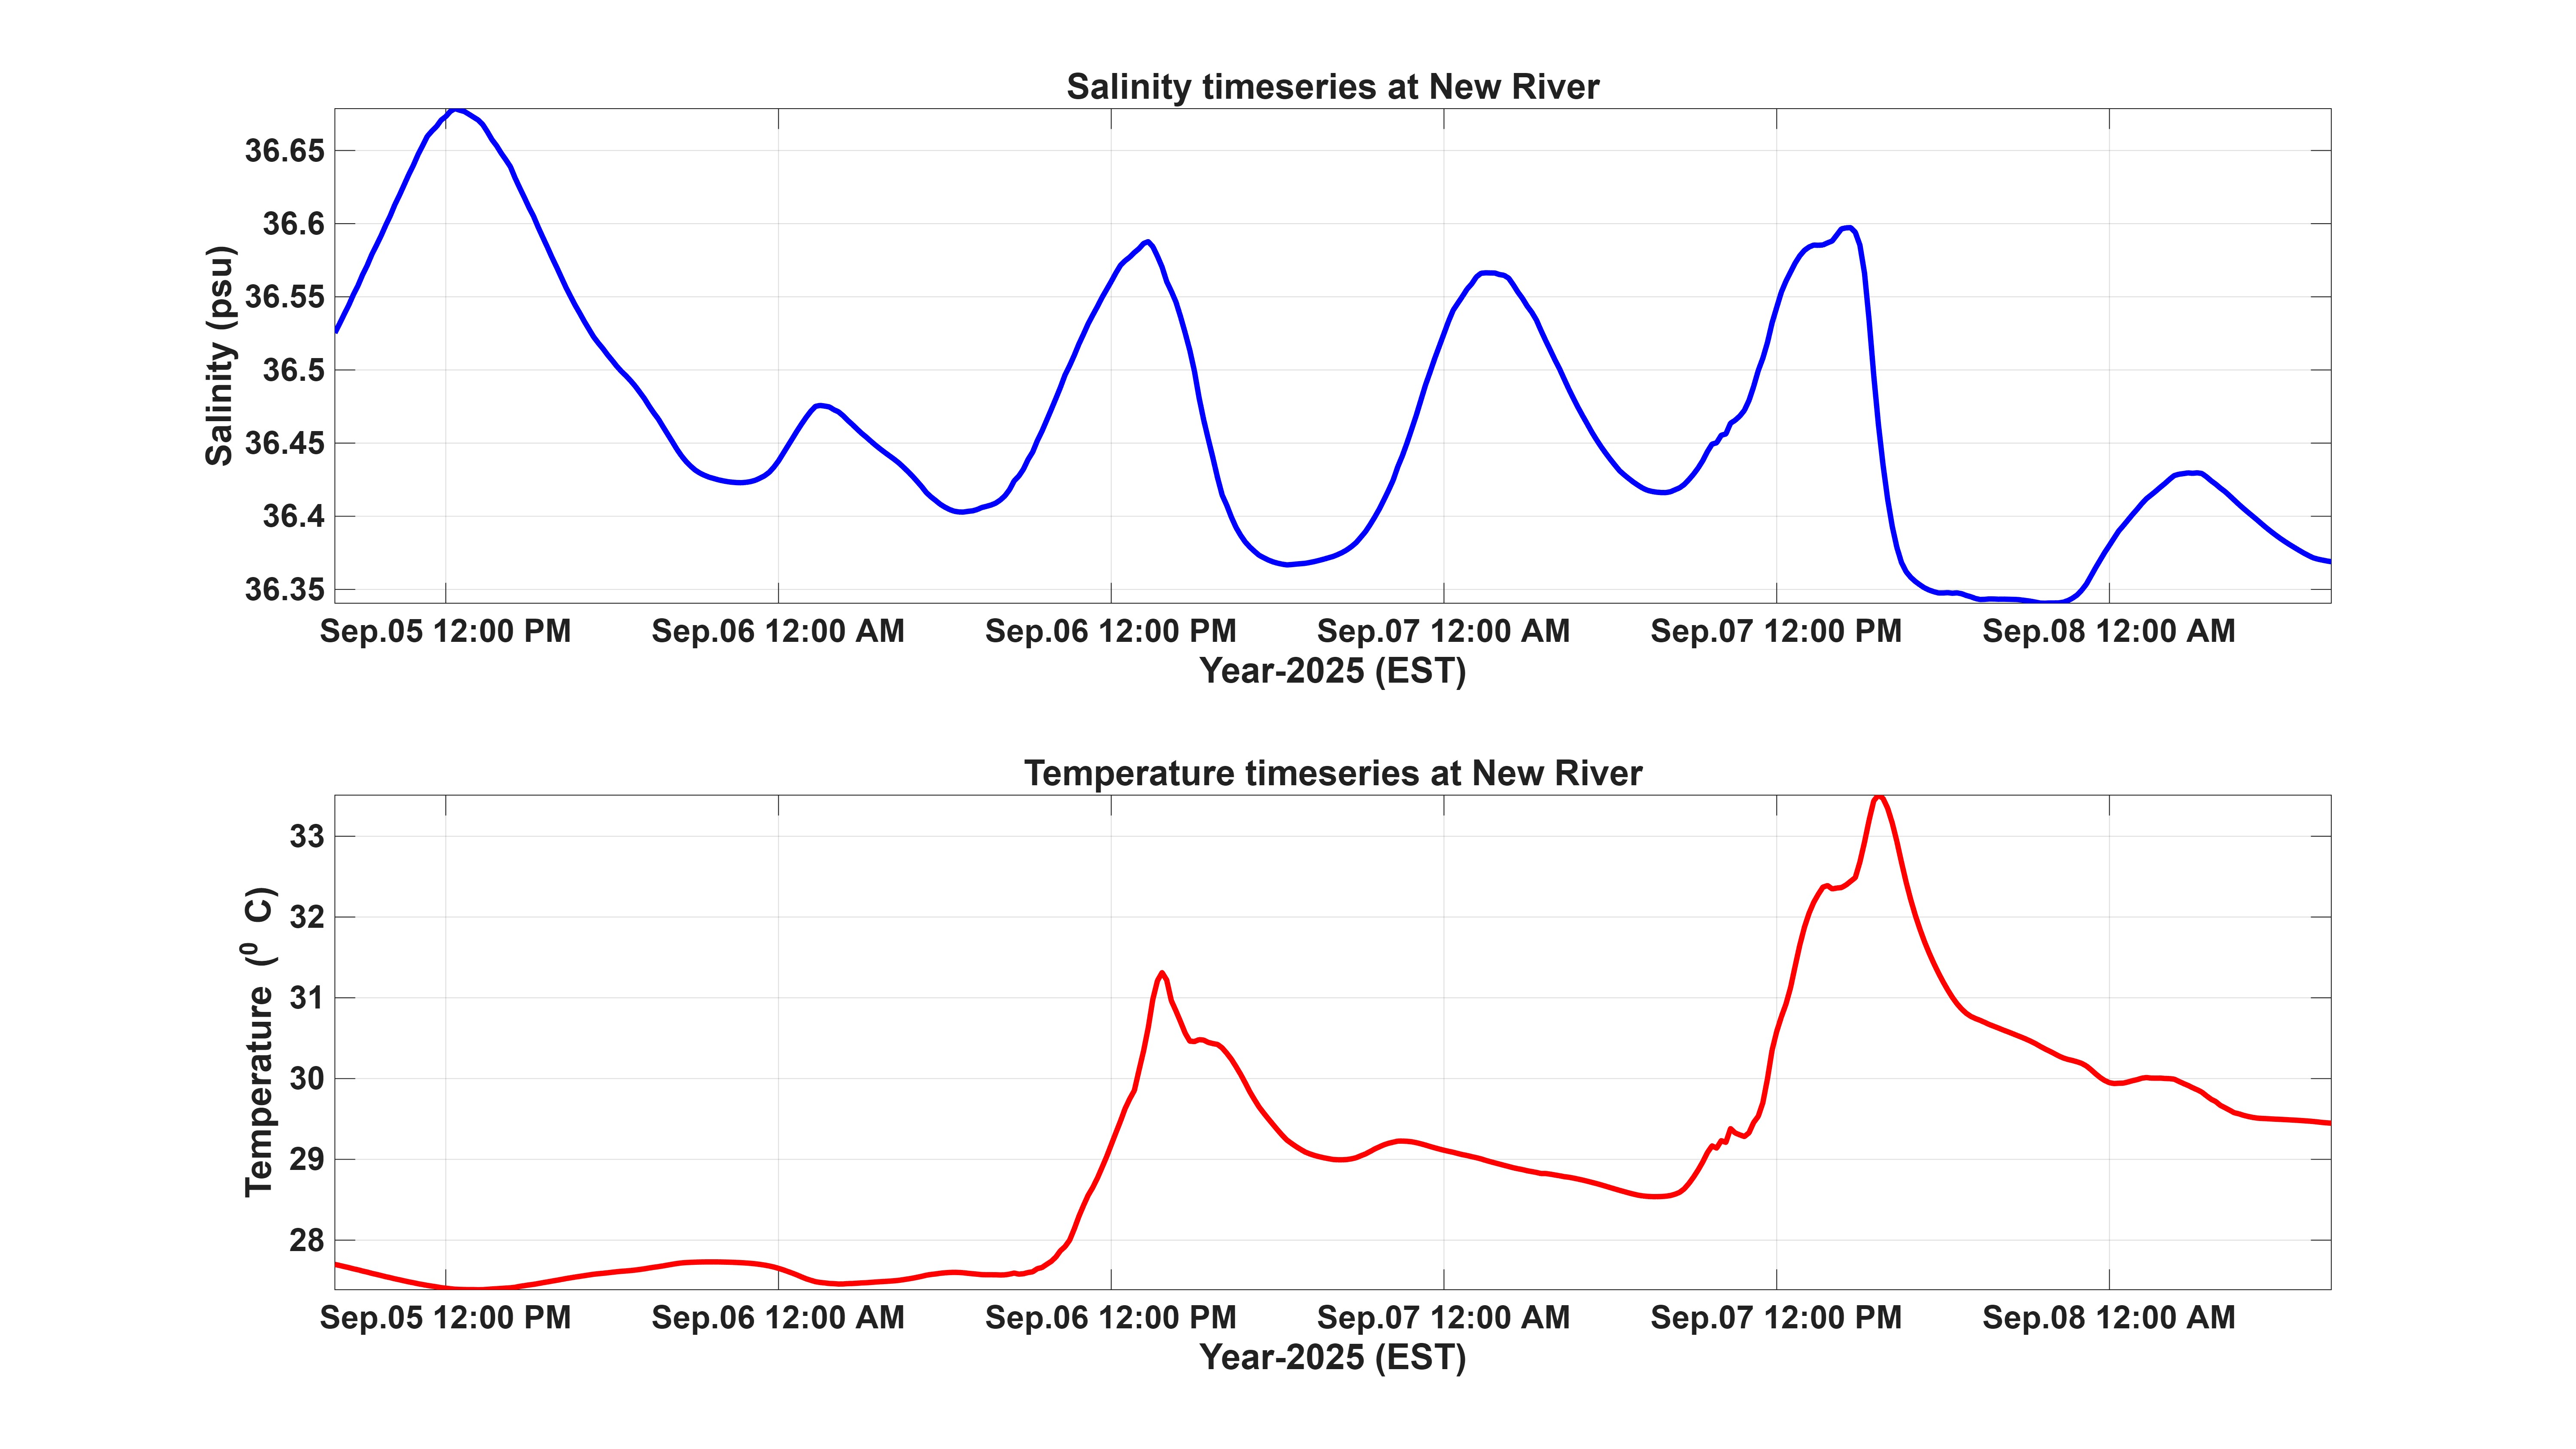 Salinity timeseries at New River
Salinity (psu)
36.65
36.6
36.55
36.5
36.45
36.4
36.35
Sep.05 12:00 PM Sep.06 12:00 AM Sep.06 12:00 PM Sep.07 12:00 AM Sep.07 12:00 PM Sep.08 12:00 AM
Year-2025 (EST)
Temperature timeseries at New River
Temperature (⁰ C)
33
32
31
30
29
28
Sep.05 12:00 PM Sep.06 12:00 AM Sep.06 12:00 PM Sep.07 12:00 AM Sep.07 12:00 PM Sep.08 12:00 AM
Year-2025 (EST)